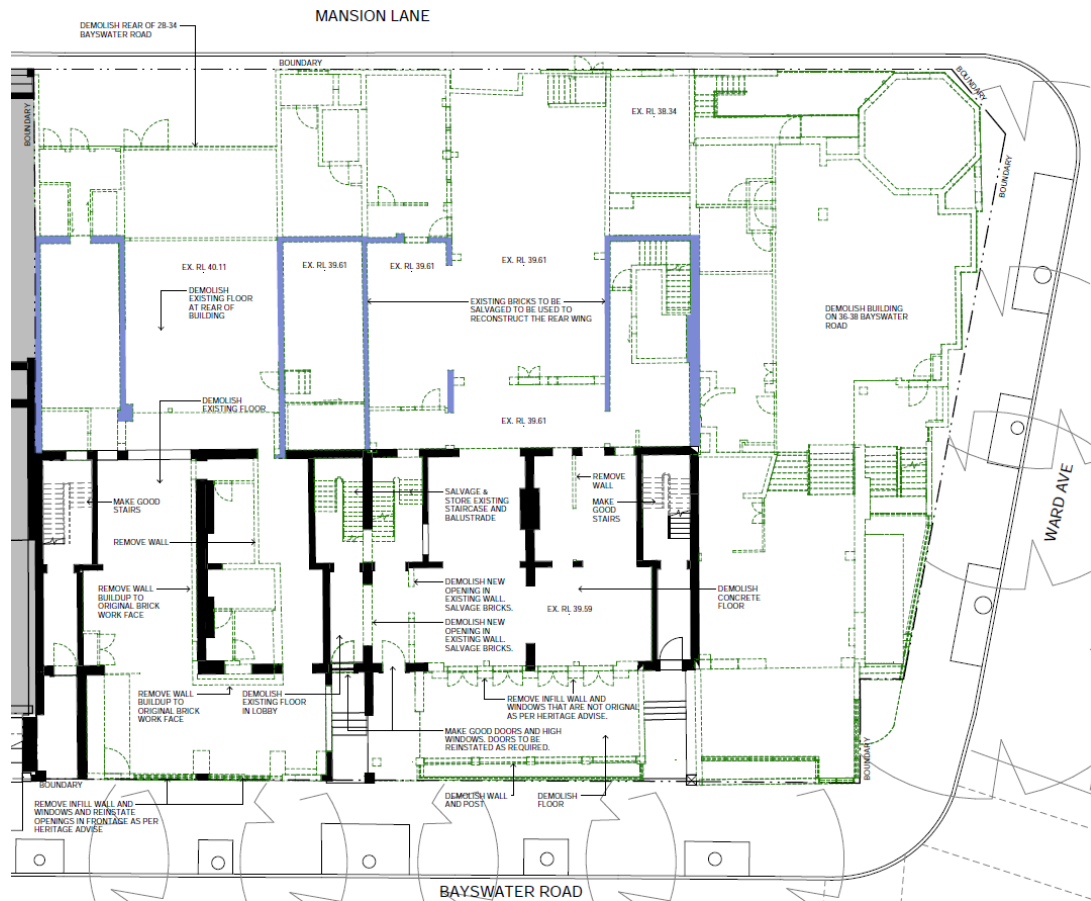 MANSION LANE
DEMOLISH REAR OF 28-34
BAYSWATER ROAD
BOUNDARY
BOUNDARY
BOUNDARY
BOUNDARY
EX. RL 38.34
EX. RL 40.11
EX. RL 39.61
EX. RL 39.61
EX. RL 39.61
DEMOLISH
EXISTING FLOOR
AT REAR OF
BUILDING
EXISTING BRICKS TO BE
SALVAGED TO BE USED TO
RECONSTRUCT THE REAR WING
DEMOLISH BUILDING
ON 36-38 BAYSWATER
ROAD
DEMOLISH
EXISTING FLOOR
EX. RL 39.61
MAKE GOOD
STAIRS
SALVAGE &
STORE EXISTING
STAIRCASE AND
BALUSTRADE
REMOVE
WALL
MAKE
GOOD
STAIRS
WARD AVE
REMOVE WALL
REMOVE WALL
BUILDUP TO
ORIGINAL BRICK
WORK FACE
DEMOLISH NEW
OPENING IN
EXISTING WALL.
SALVAGE BRICKS.
DEMOLISH NEW
OPENING IN
EXISTING WALL.
SALVAGE BRICKS.
EX. RL 39.59
DEMOLISH
CONCRETE
FLOOR
REMOVE WALL
BUILDUP TO
ORIGINAL BRICK
WORK FACE
DEMOLISH
EXISTING FLOOR
IN LOBBY
REMOVE INFILL WALL AND
WINDOWS THAT ARE NOT ORIGNAL
AS PER HERITAGE ADVISE.
MAKE GOOD DOORS AND HIGH
WINDOWS. DOORS TO BE
REINSTATED AS REQUIRED.
BOUNDARY
BOUNDARY
REMOVE INFILL WALL AND
WINDOWS AND REINSTATE
OPENINGS IN FRONTAGE AS PER
HERITAGE ADVISE
DEMOLISH WALL
AND POST
DEMOLISH
FLOOR
BAYSWATER ROAD